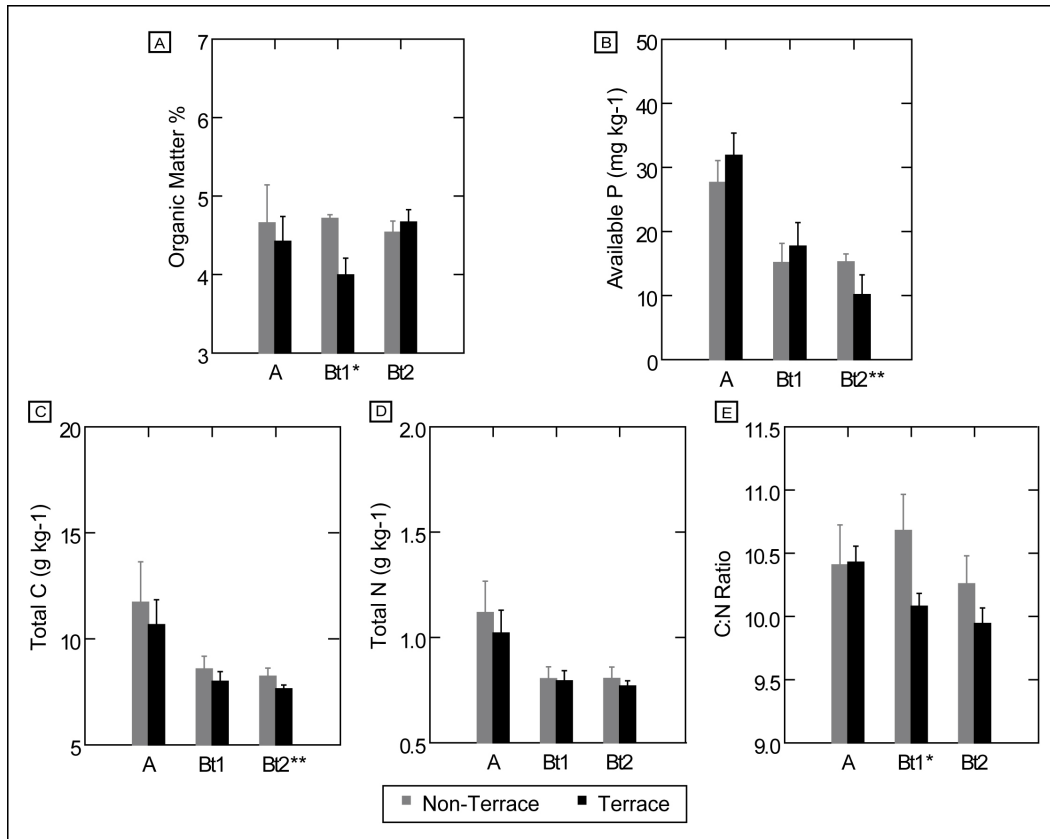 A
Organic Matter %
7
6
5
4
3
A Bt1* Bt2
B
Available P (mg kg-1)
50
40
30
20
10
0
A Bt1 Bt2**
C
Total C (g kg-1)
20
15
10
5
A Bt1 Bt2**
D
Total N (g kg-1)
2.0
1.5
1.0
0.5
A Bt1 Bt2
E
C:N Ratio
11.5
11.0
10.5
10.0
9.5
9.0
A Bt1* Bt2
Non-Terrace Terrace